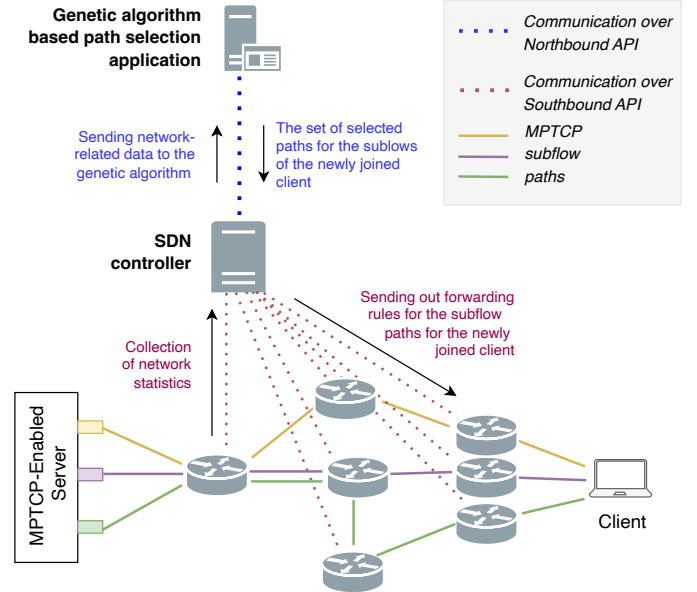 Genetic algorithm
based path selection
application
Communication over
Northbound API
Communication over
Southbound API
MPTCP
subflow
paths
Sending network-
related data to the
genetic algorithm
The set of selected
paths for the sublows
of the newly joined
client
SDN
controller
Sending out forwarding
rules for the subflow
paths for the newly
joined client
Collection
of network
statistics
MPTCP-Enabled
Server
Client